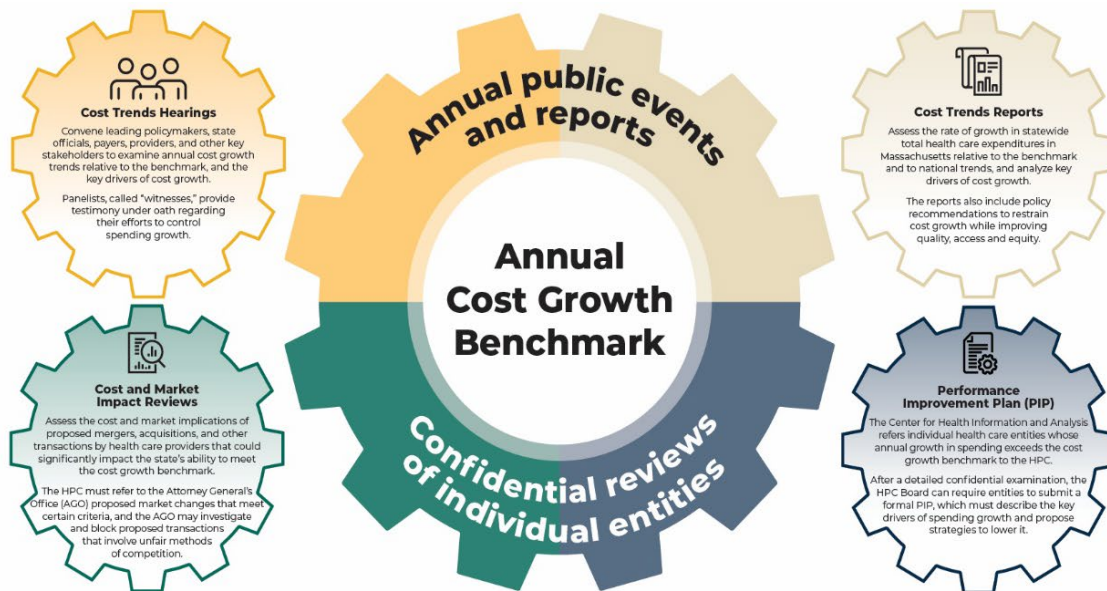 Cost Trends Hearings
Convene leading policymakers, state
officials, payers, providers, and other key
stakeholders to examine annual cost growth
trends relative to the benchmark, and the
key drivers of cost growth.
Panelists, called “witnesses,” provide
testimony under oath regarding
their efforts to control
spending growth.
Annual public events
and reports
Cost Trends Reports
Assess the rate of growth in statewide
total health care expenditures in
Massachusetts relative to the benchmark
and to national trends, and analyze key
drivers of cost growth.
The reports also include policy
recommendations to restrain
cost growth while improving
quality, access and equity.
Annual
Cost Growth
Benchmark
Cost and Market
Impact Reviews
Assess the cost and market implications of
proposed mergers, acquisitions, and other
transactions by health care providers that could
significantly impact the state’s ability to meet
the cost growth benchmark.
The HPC must refer to the Attorney General’s
Office (AGO) proposed market changes that meet
certain criteria, and the AGO may investigate
and block proposed transactions
that involve unfair methods
of competition.
Confidential reviews
of individual entities
Performance
Improvement Plan (PIP)
The Center for Health Information and Analysis
refers individual health care entities whose
annual growth in spending exceeds the cost
growth benchmark to the HPC.
After a detailed confidential examination, the
HPC Board can require entities to submit a
formal PIP, which must describe the key
drivers of spending growth and propose
strategies to lower it.